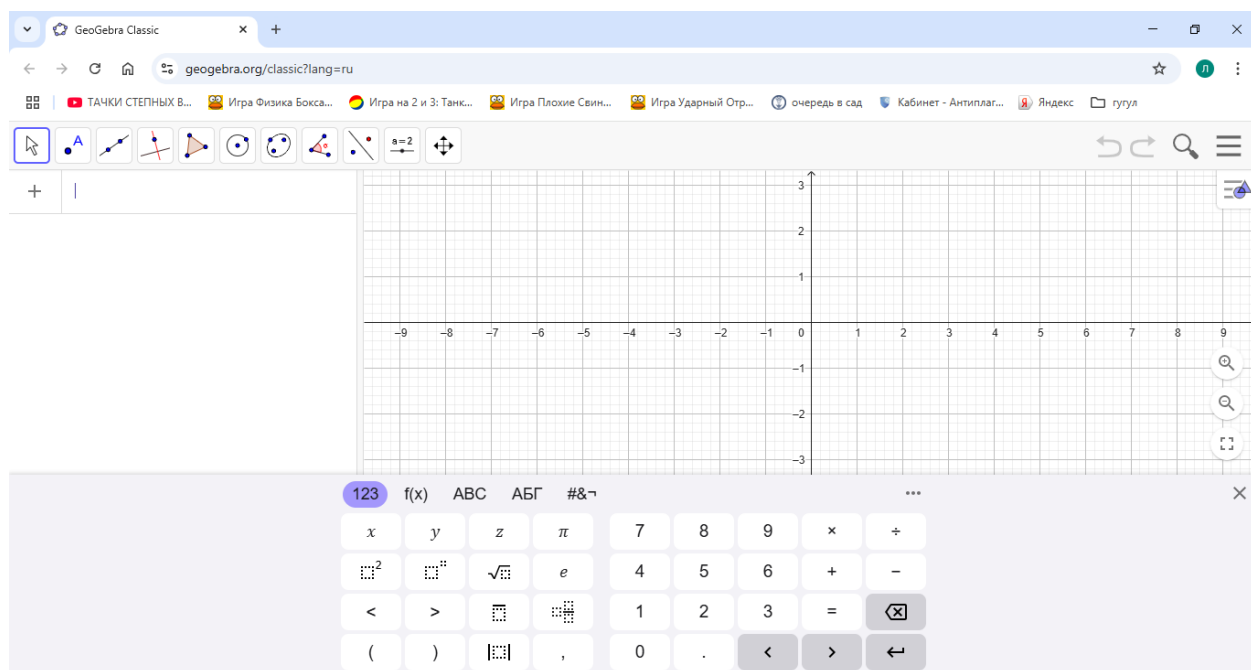 GeoGebra Classic
geogebra.org/classic?lang=ru
Л
ТАЧКИ СТЕПНЫХ В... Игра Физика Бокса... Игра на 2 и 3: Танк... Игра Плохие Свин... Игра Ударный Отр... очередь в сад Кабинет - Антиплаг... Я Яндекс гугул
A a=2
3
2
1
–9 –8 –7 –6 –5 –4 –3 –2 –1 0 1 2 3 4 5 6 7 8 9
–1
–2
–3
123 f(x) ABC АБГ #&¬
x y z π 7 8 9 × ÷
2 √ e 4 5 6 + −
< > 1 2 3 =
( ) , 0 . < >